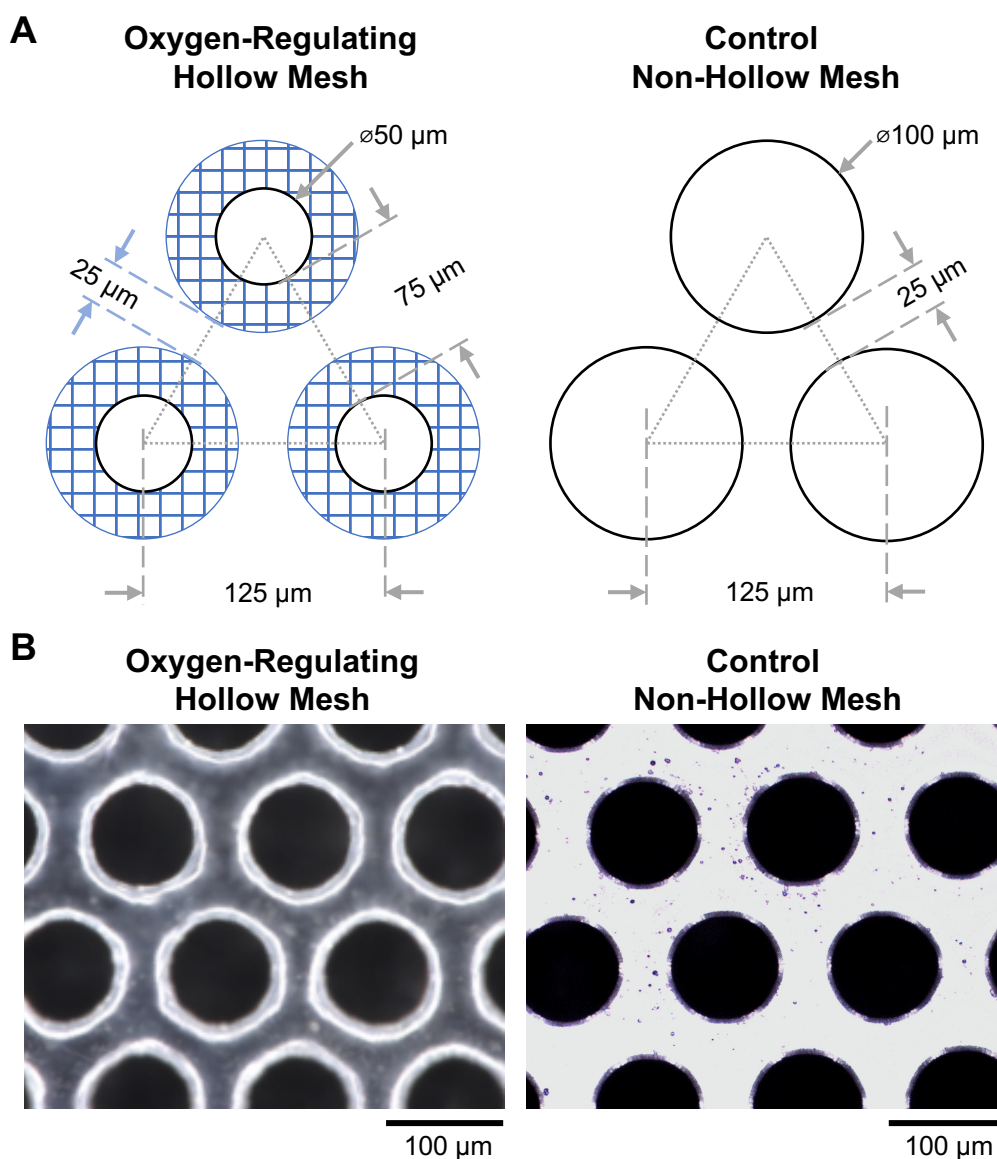 A
Oxygen-Regulating
Hollow Mesh
Control
Non-Hollow Mesh
⌀50 µm
⌀100 µm
25 µm
75 µm
25 µm
125 µm
125 µm
B
Oxygen-Regulating
Hollow Mesh
Control
Non-Hollow Mesh
100 µm
100 µm